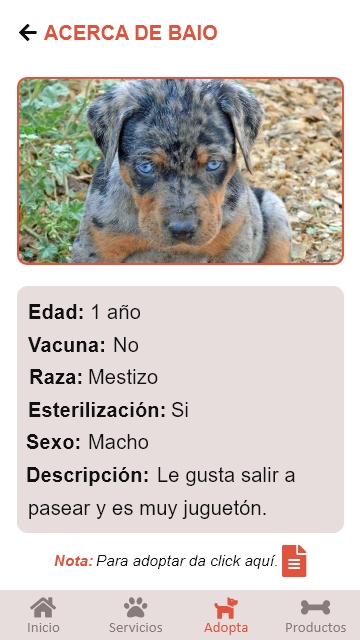 ACERCA DE BAIO
Edad: 1 año
Vacuna: No
Raza: Mestizo
Esterilización: Si
Sexo: Macho
Descripción: Le gusta salir a
pasear y es muy juguetón.
Nota: Para adoptar da click aquí.
Inicio Servicios Adopta Productos